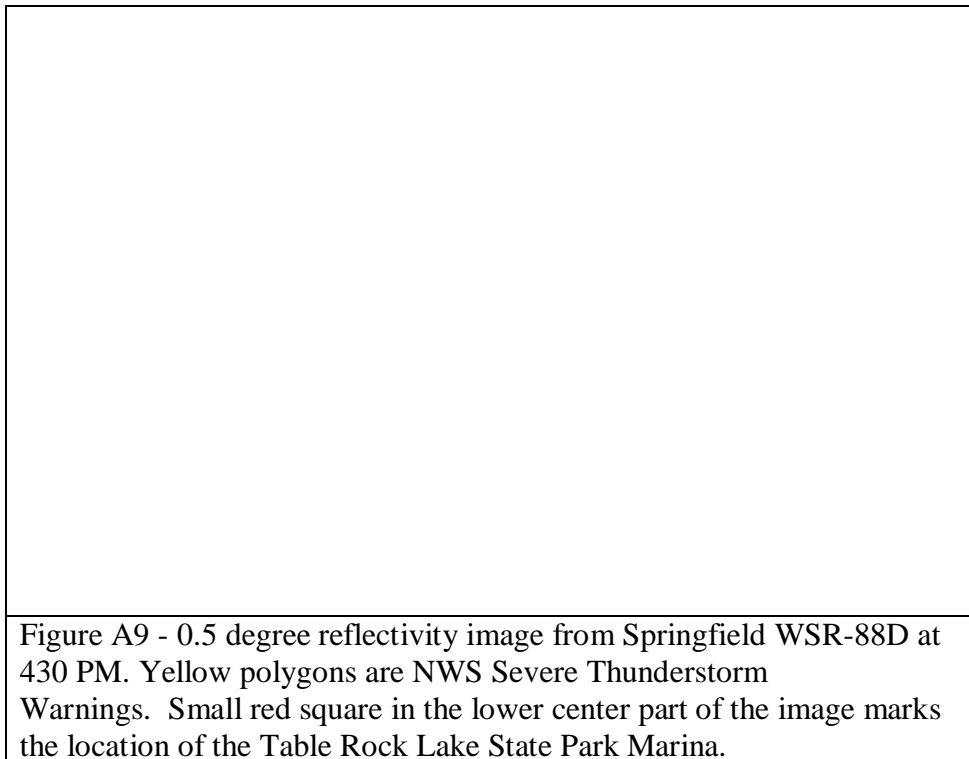 Figure A9 - 0.5 degree reflectivity image from Springfield WSR-88D at
430 PM. Yellow polygons are NWS Severe Thunderstorm
Warnings.  Small red square in the lower center part of the image marks
the location of the Table Rock Lake State Park Marina.